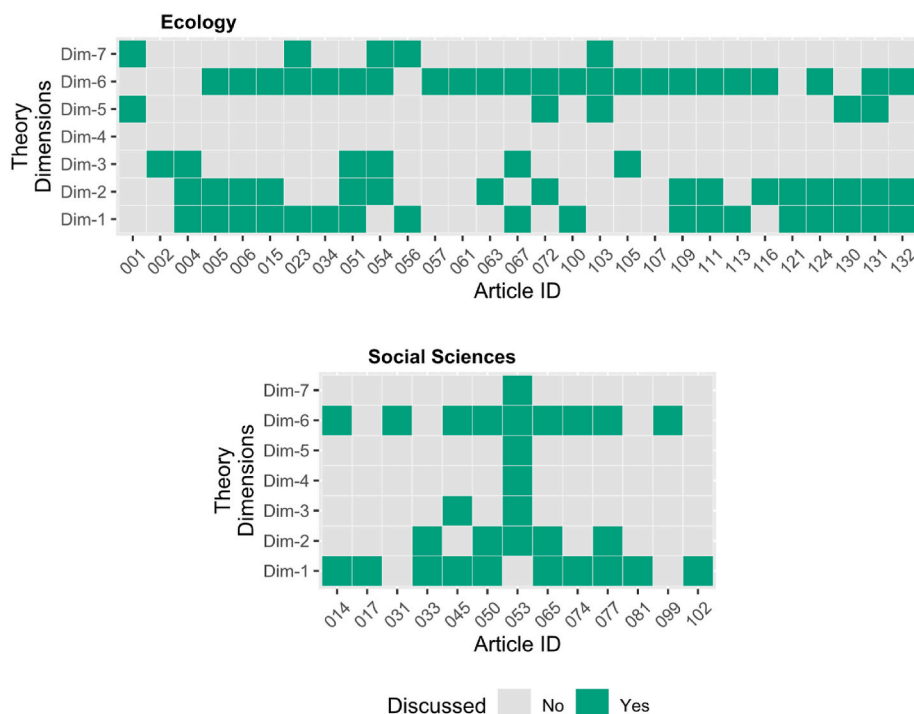 Ecology
Dim-7
Dim-6
Dim-5
Dim-4
Dim-3
Dim-2
Dim-1
Theory
Dimensions
001 002 004 005 006 015 023 034 051 054 056 057 061 063 067 072 100 103 105 107 109 111 113 116 121 124 130 131 132
Article ID
Social Sciences
Dim-7
Dim-6
Dim-5
Dim-4
Dim-3
Dim-2
Dim-1
Theory
Dimensions
014 017 031 033 045 050 053 065 074 077 081 099 102
Article ID
Discussed No Yes